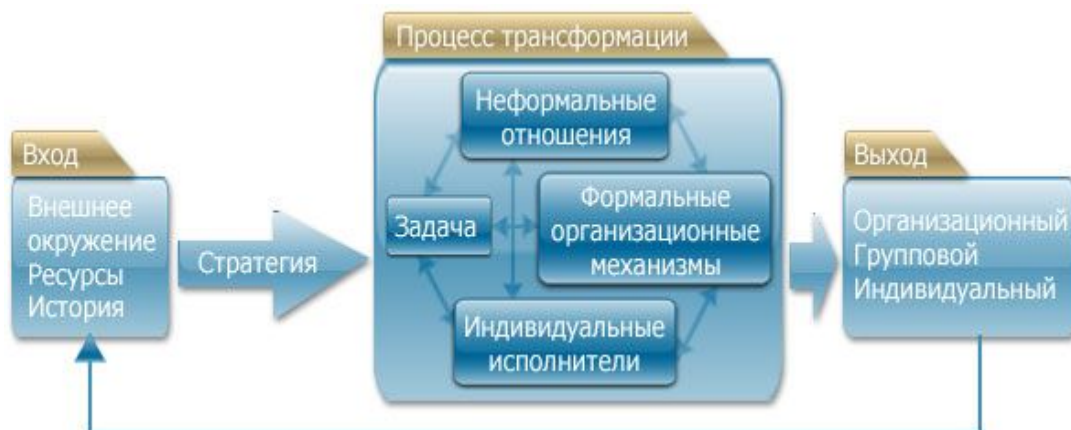 Процесс трансформации
Неформальные
отношения
Вход
Внешнее
окружение
Ресурсы
История
Стратегия
Задача
Формальные
организационные
механизмы
Индивидуальные
исполнители
Выход
Организационный
Групповой
Индивидуальный